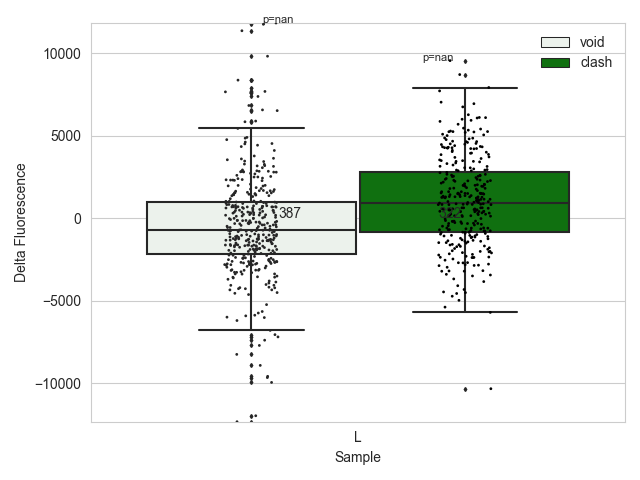 p=nan
p=nan
void
clash
10000
5000
0
−5000
−10000
Delta Fluorescence
387
L
Sample